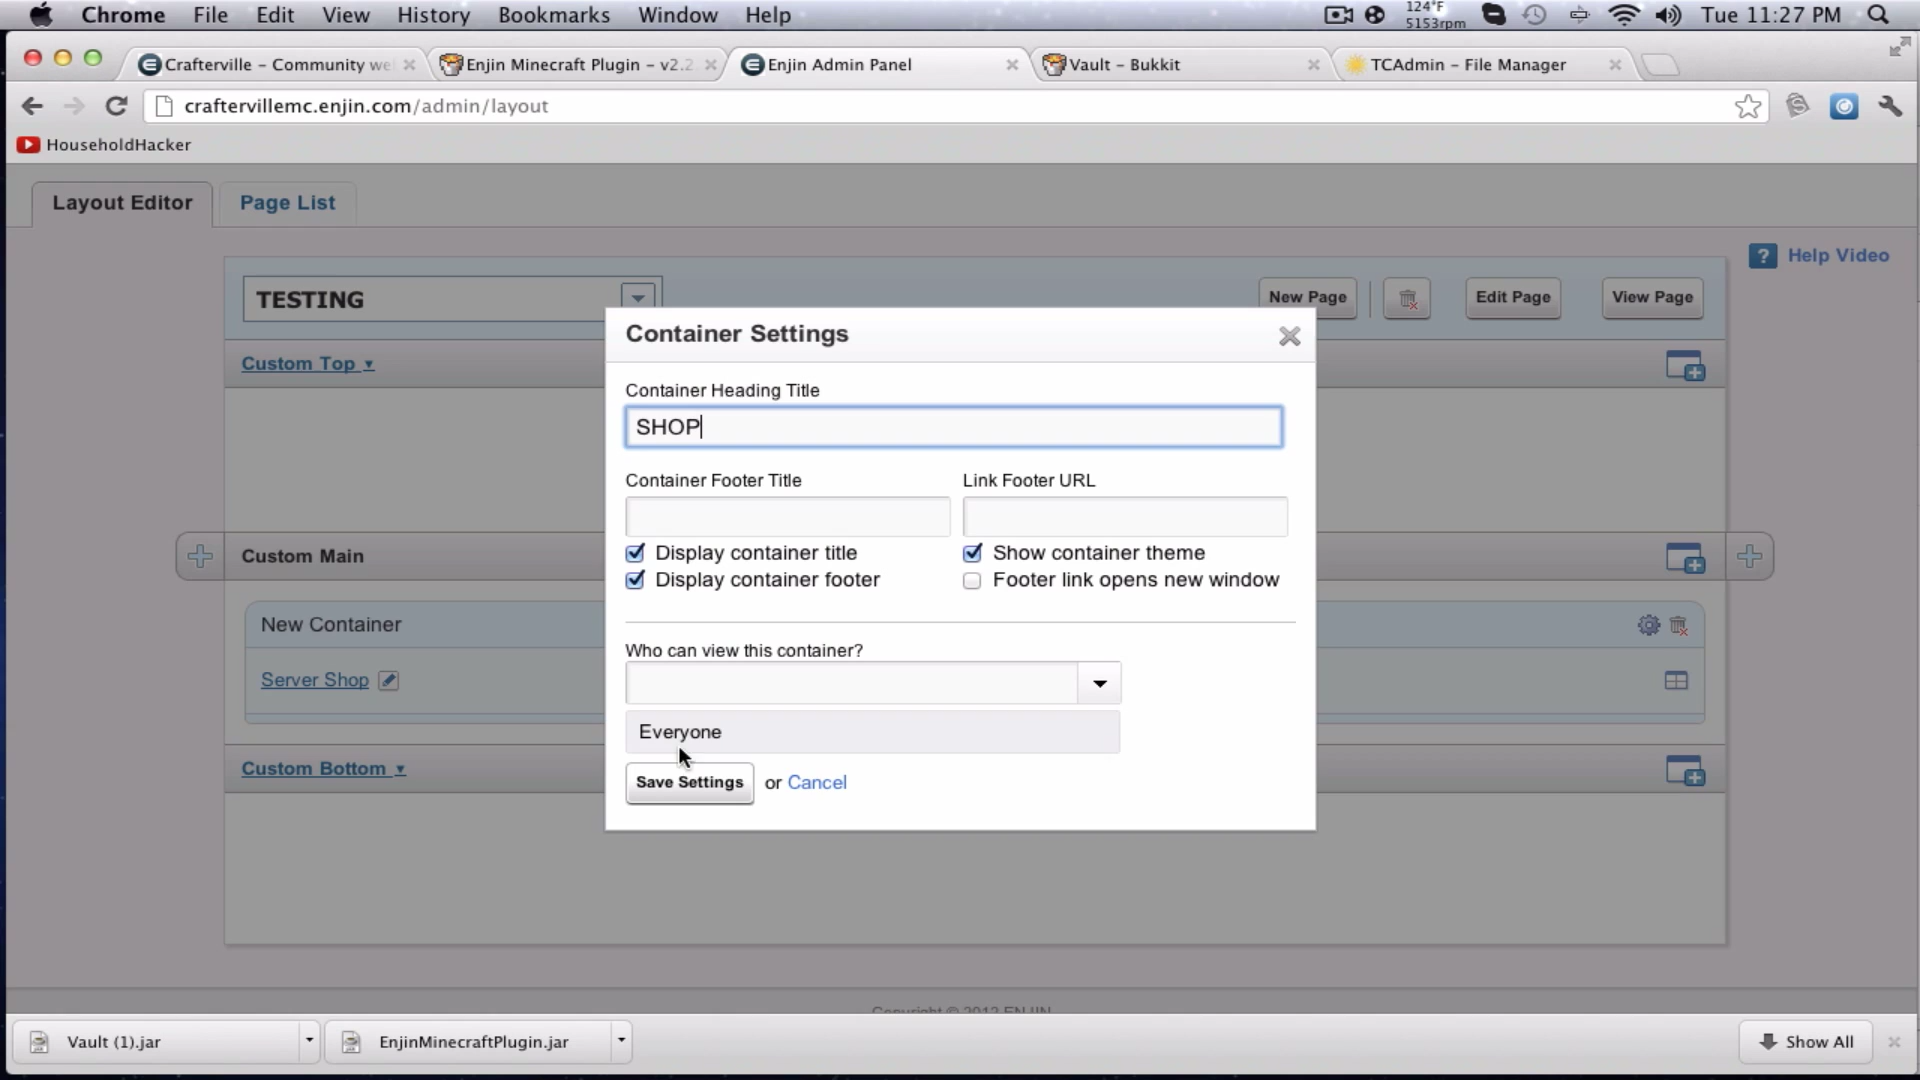 Chrome File Edit View History Bookmarks Window Help 124°F 5153rpm Tue 11:27 PM
Crafterville – Community we
Enjin Minecraft Plugin – v2.2
Enjin Admin Panel
Vault – Bukkit
TCAdmin – File Manager
craftervillemc.enjin.com/admin/layout
HouseholdHacker
Layout Editor Page List
? Help Video
TESTING
New Page Edit Page View Page
Custom Top
Container Settings
Container Heading Title
SHOP
Container Footer Title Link Footer URL
Display container title Show container theme
Display container footer Footer link opens new window
Custom Main
New Container
Server Shop
Who can view this container?
Everyone
Save Settings or Cancel
Custom Bottom
Copyright © 2012 ENJIN
Vault (1).jar EnjinMinecraftPlugin.jar Show All